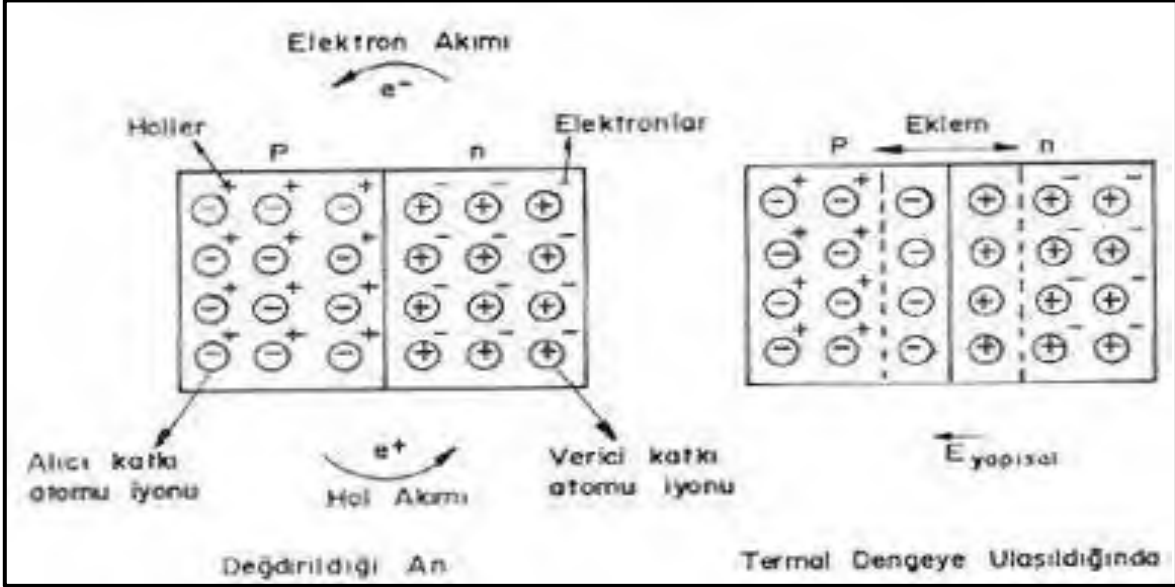 Elektron Akımı
e⁻
Holler
Elektronlar
P
n
Alıcı katkı
atomu iyonu
e⁺
Hol Akımı
Verici katkı
atomu iyonu
Değdirildiği An
Eklem
P
n
E yapısal
Termal Dengeye Ulaşıldığında